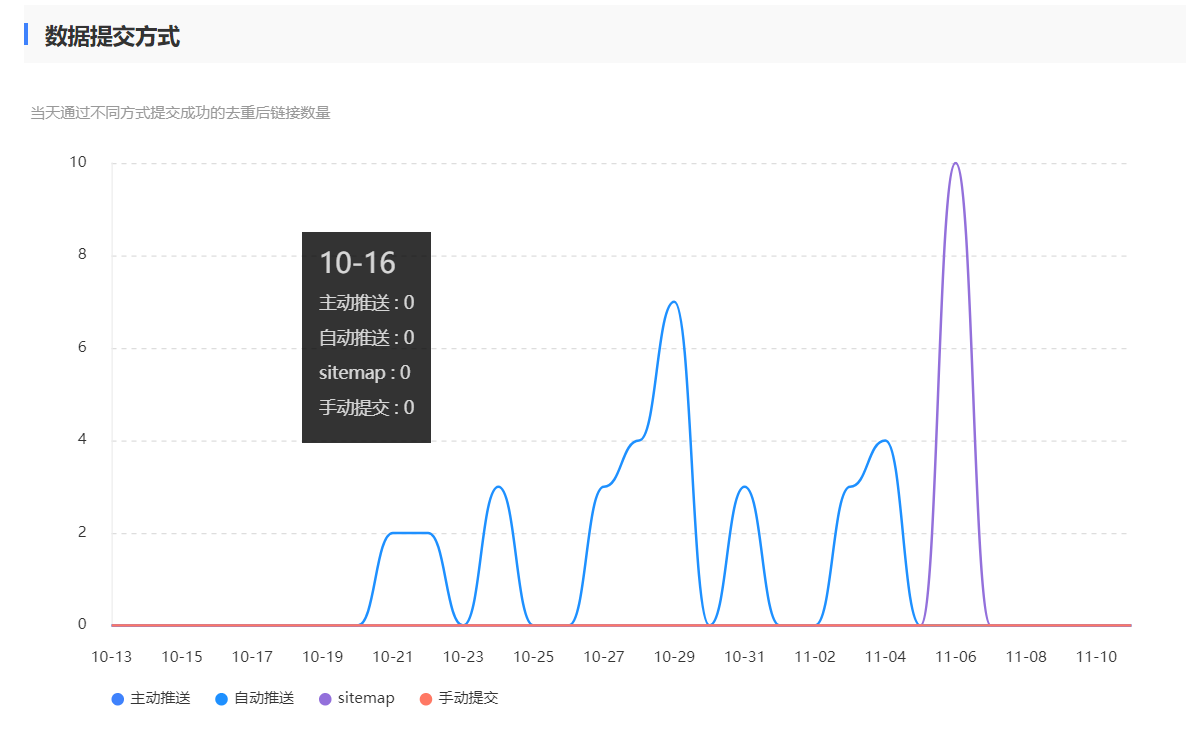 数据提交方式
当天通过不同方式提交成功的去重后链接数量
10
8
6
4
2
0
10-16
主动推送 : 0
自动推送 : 0
sitemap : 0
手动提交 : 0
10-13 10-15 10-17 10-19 10-21 10-23 10-25 10-27 10-29 10-31 11-02 11-04 11-06 11-08 11-10
主动推送 自动推送 sitemap 手动提交